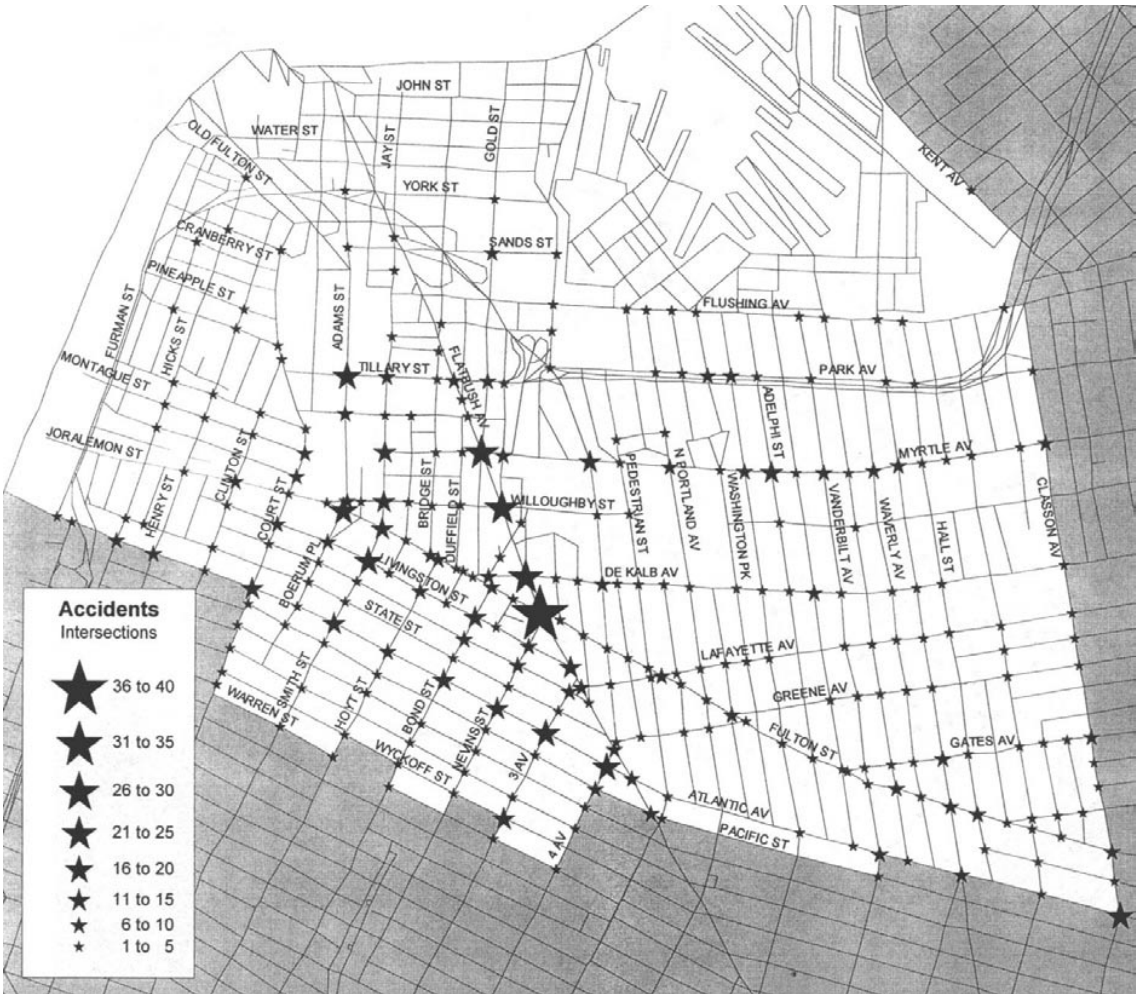 JOHN ST
WATER ST
JAY ST
GOLD ST
OLD FULTON ST
KENT AV
YORK ST
CRANBERRY ST
SANDS ST
PINEAPPLE ST
FURMAN ST
HICKS ST
ADAMS ST
FLUSHING AV
FLATBUSH AV
TILLARY ST
PARK AV
MONTAGUE ST
ADELPHI ST
JORALEMON ST
MYRTLE AV
CLINTON ST
COURT ST
HENRY ST
BRIDGE ST
DUFFIELD ST
WILLOUGHBY ST
PEDESTRIAN ST
N PORTLAND AV
WASHINGTON PK
VANDERBILT AV
WAVERLY AV
HALL ST
CLASSON AV
BOERUM PL
LIVINGSTON ST
DE KALB AV
STATE ST
LAFAYETTE AV
SMITH ST
HOYT ST
BOND ST
NEVINS ST
3 AV
GREENE AV
WARREN ST
WYCKOFF ST
FULTON ST
GATES AV
ATLANTIC AV
PACIFIC ST
4 AV
Accidents
Intersections
36 to 40
31 to 35
26 to 30
21 to 25
16 to 20
11 to 15
6 to 10
1 to 5